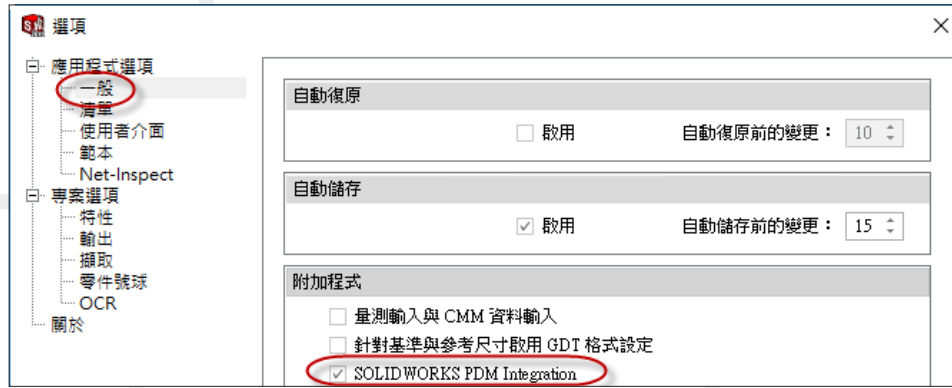 選項
應用程式選項
一般
清單
使用者介面
範本
Net-Inspect
專案選項
特性
輸出
擷取
零件號球
OCR
關於
自動復原
啟用 自動復原前的變更： 10
自動儲存
啟用 自動儲存前的變更： 15
附加程式
量測輸入與 CMM 資料輸入
針對基準與參考尺寸啟用 GDT 格式設定
SOLIDWORKS PDM Integration